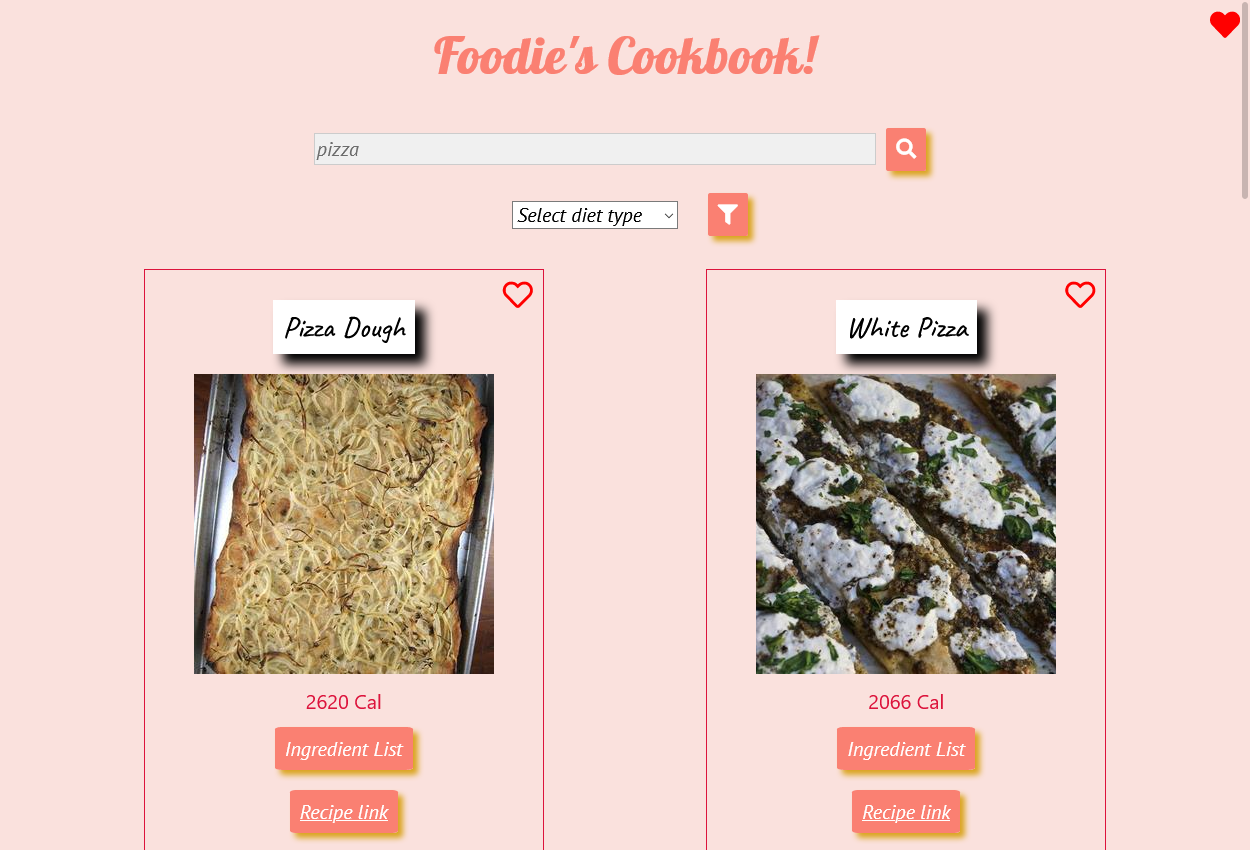 Foodie's Cookbook!
pizza
Select diet type
Pizza Dough
White Pizza
2620 Cal
2066 Cal
Ingredient List
Ingredient List
Recipe link
Recipe link